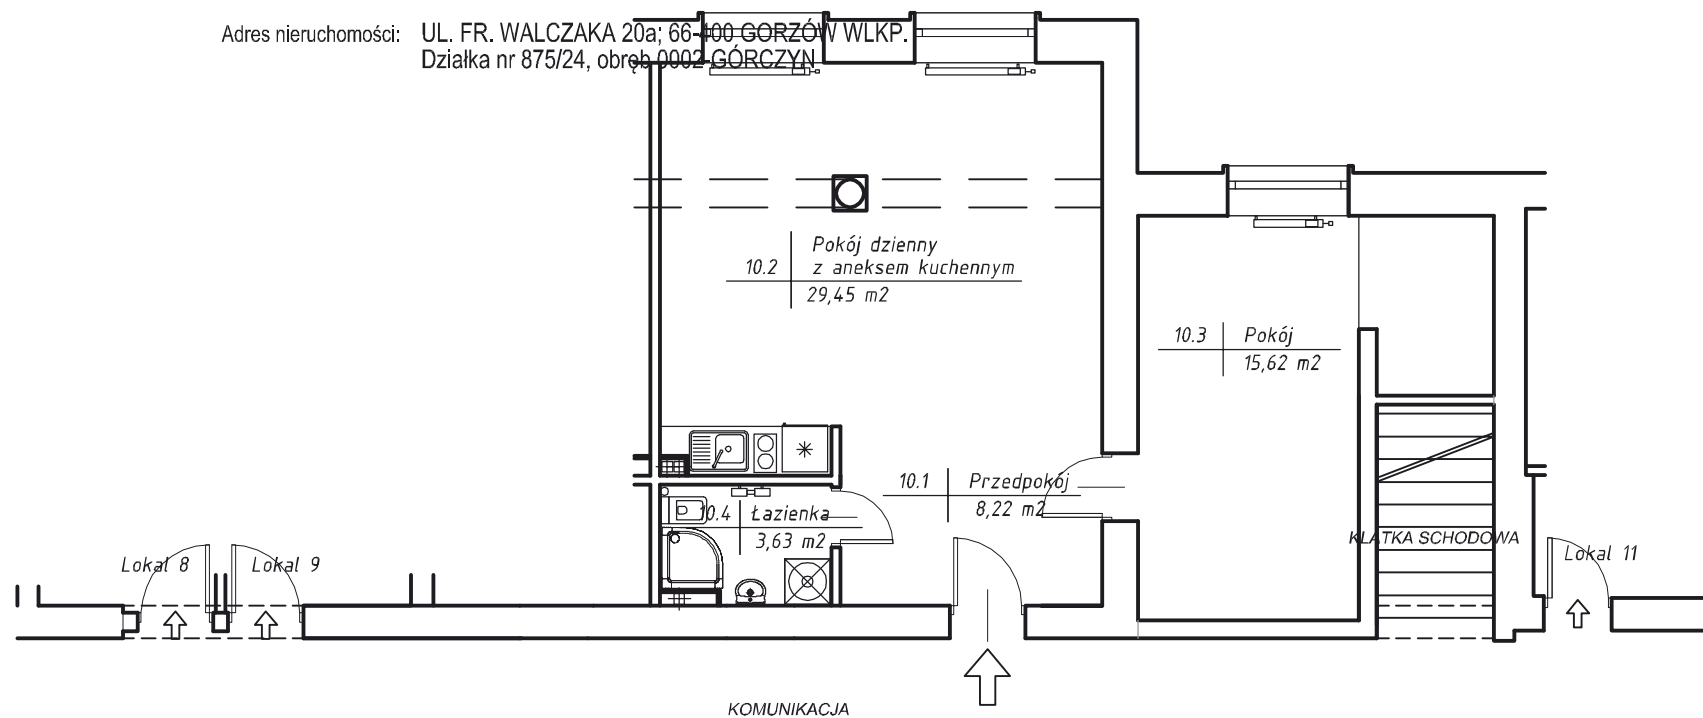 Adres nieruchomości: UL. FR. WALCZAKA 20a; 66-400 GORZÓW WLKP.
Działka nr 875/24, obręb 0002 GÓRCZYN
10.2 Pokój dzienny
z aneksem kuchennym
29,45 m2
10.3 Pokój
15,62 m2
10.1 Przedpokój
8,22 m2
10.4 Łazienka
3,63 m2
KLATKA SCHODOWA
Lokal 8
Lokal 9
Lokal 11
KOMUNIKACJA